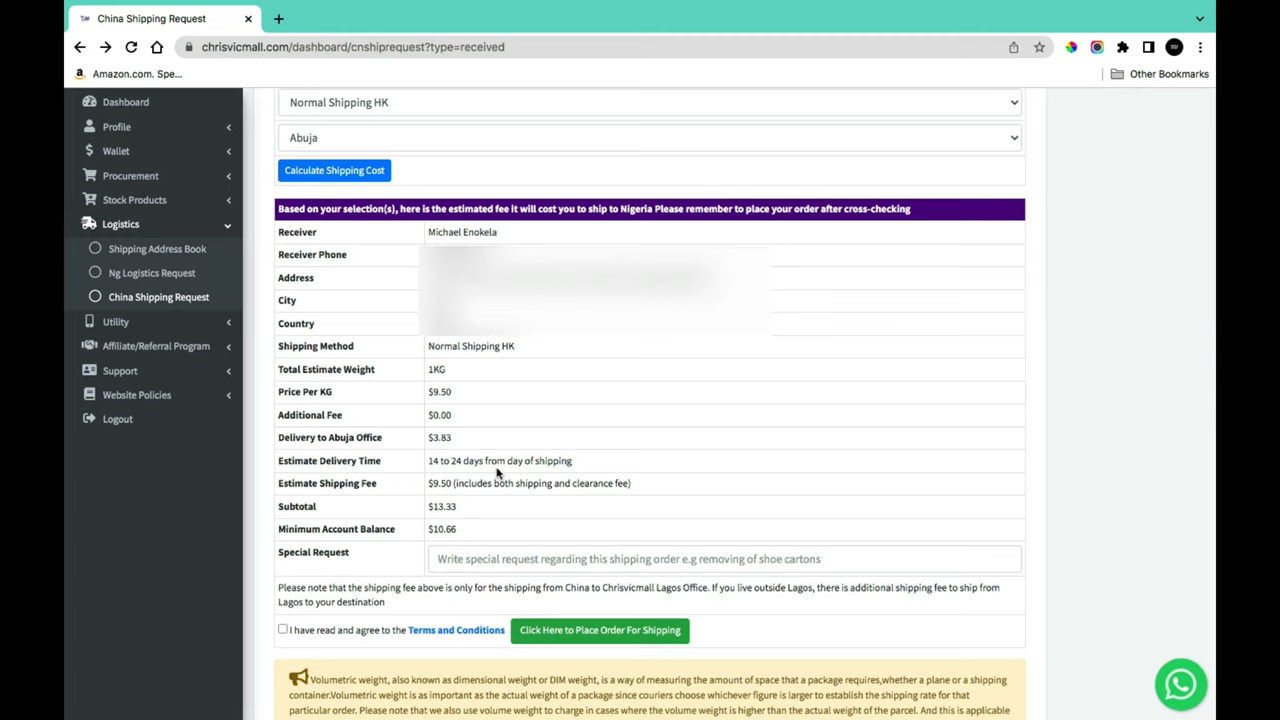 China Shipping Request
chrisvicmall.com/dashboard/cnshiprequest?type=received
Amazon.com. Spe...
Other Bookmarks
Dashboard
Profile
Wallet
Procurement
Stock Products
Logistics
Shipping Address Book
Ng Logistics Request
China Shipping Request
Utility
Affiliate/Referral Program
Support
Website Policies
Logout
Normal Shipping HK
Abuja
Calculate Shipping Cost
Based on your selection(s), here is the estimated fee it will cost you to ship to Nigeria Please remember to place your order after cross-checking
Receiver Michael Enokela
Receiver Phone
Address
City
Country
Shipping Method Normal Shipping HK
Total Estimate Weight 1KG
Price Per KG $9.50
Additional Fee $0.00
Delivery to Abuja Office $3.83
Estimate Delivery Time 14 to 24 days from day of shipping
Estimate Shipping Fee $9.50 (includes both shipping and clearance fee)
Subtotal $13.33
Minimum Account Balance $10.66
Special Request Write special request regarding this shipping order e.g removing of shoe cartons
Please note that the shipping fee above is only for the shipping from China to Chrisvicmall Lagos Office. If you live outside Lagos, there is additional shipping fee to ship from
Lagos to your destination
I have read and agree to the Terms and Conditions Click Here to Place Order For Shipping
Volumetric weight, also known as dimensional weight or DIM weight, is a way of measuring the amount of space that a package requires,whether a plane or a shipping
container.Volumetric weight is as important as the actual weight of a package since couriers choose whichever figure is larger to establish the shipping rate for that
particular order. Please note that we also use volume weight to charge in cases where the volume weight is higher than the actual weight of the parcel. And this is applicable